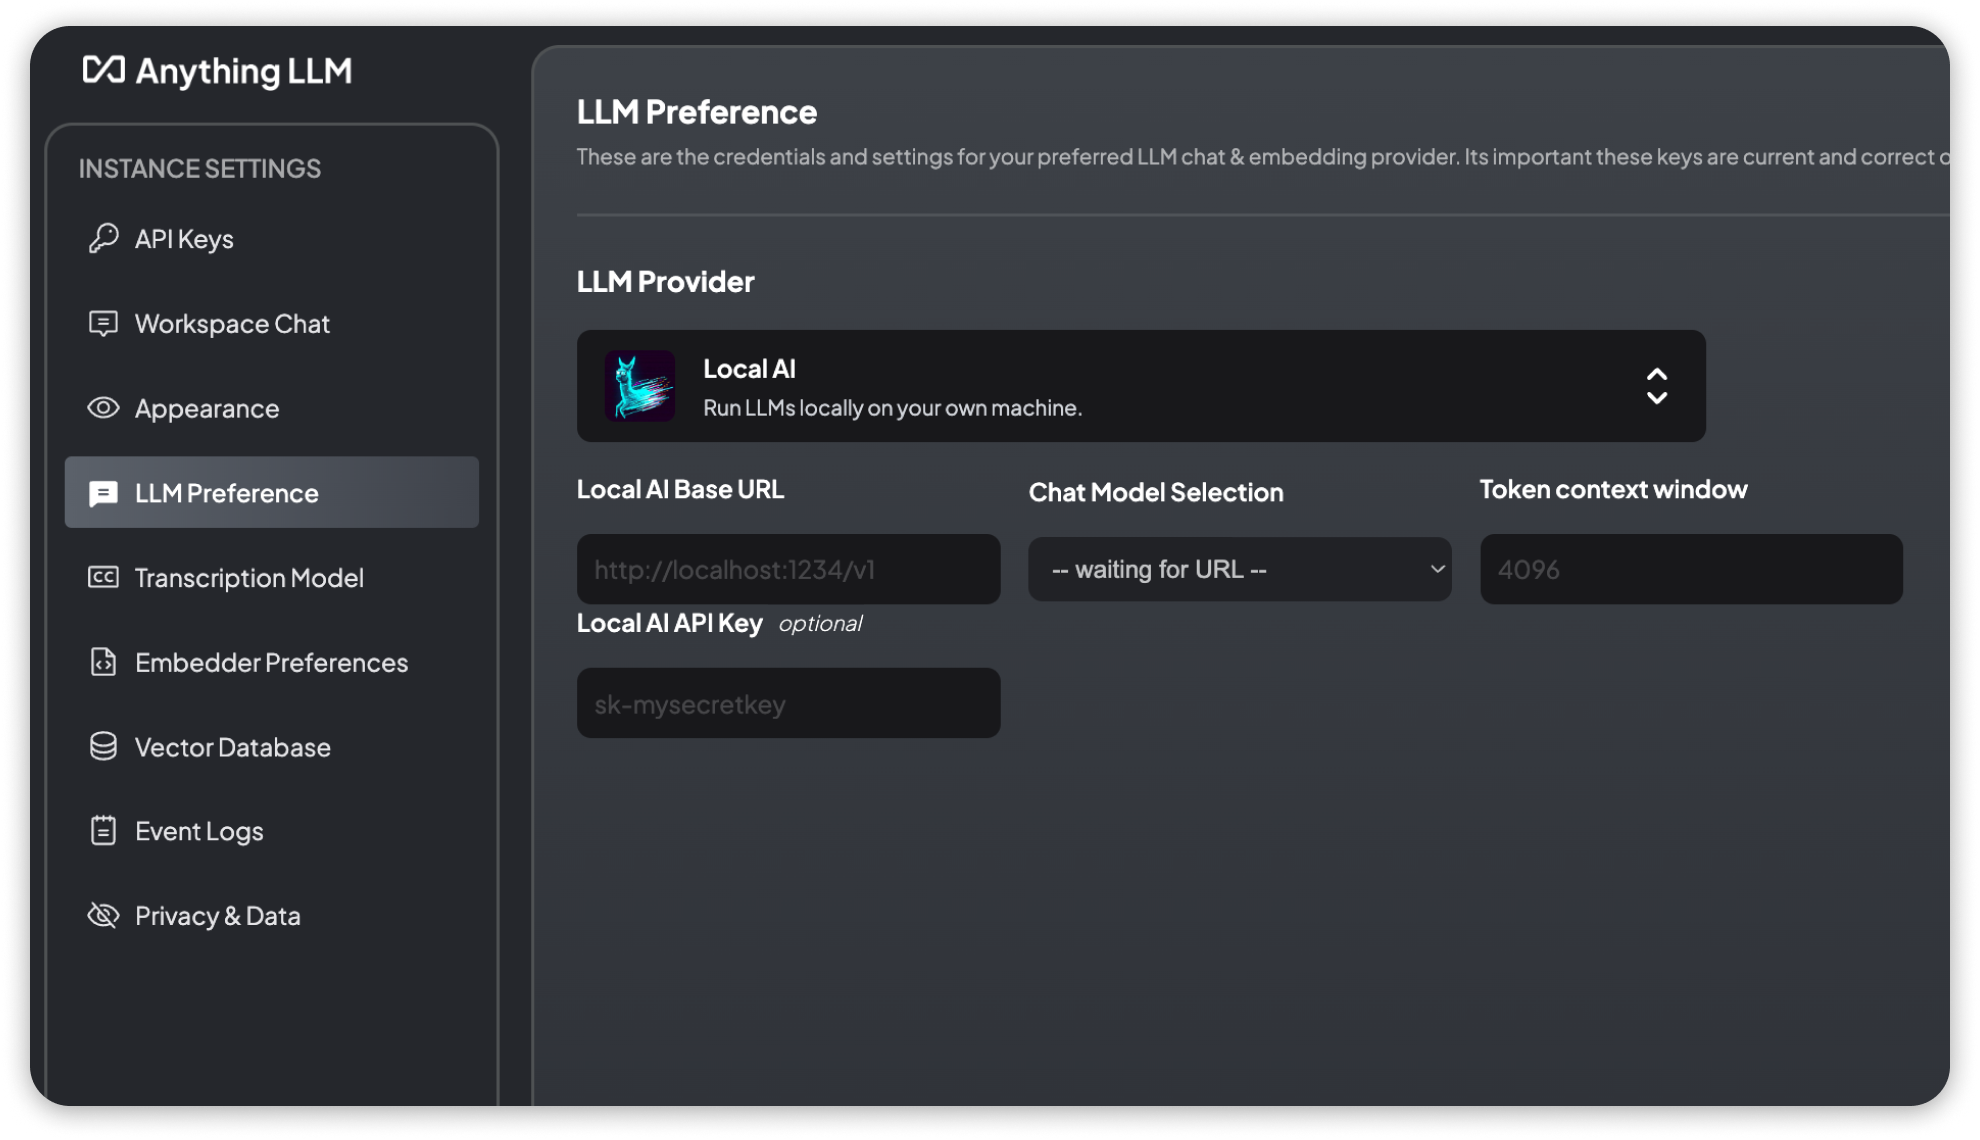 Anything LLM
INSTANCE SETTINGS
API Keys
Workspace Chat
Appearance
LLM Preference
Transcription Model
Embedder Preferences
Vector Database
Event Logs
Privacy & Data
LLM Preference
These are the credentials and settings for your preferred LLM chat & embedding provider. Its important these keys are current and correct
LLM Provider
Local AI
Run LLMs locally on your own machine.
Local AI Base URL
http://localhost:1234/v1
Chat Model Selection
-- waiting for URL --
Token context window
4096
Local AI API Key optional
sk-mysecretkey